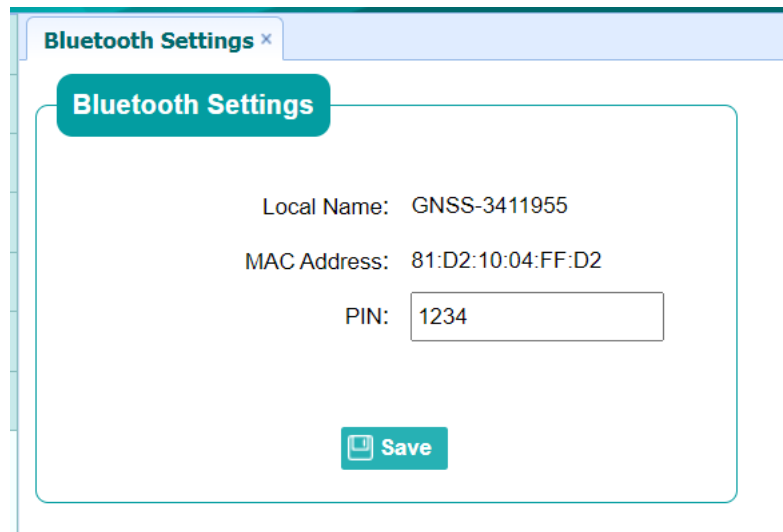 Bluetooth Settings ×
Bluetooth Settings
Local Name: GNSS-3411955
MAC Address: 81:D2:10:04:FF:D2
PIN: 1234
Save